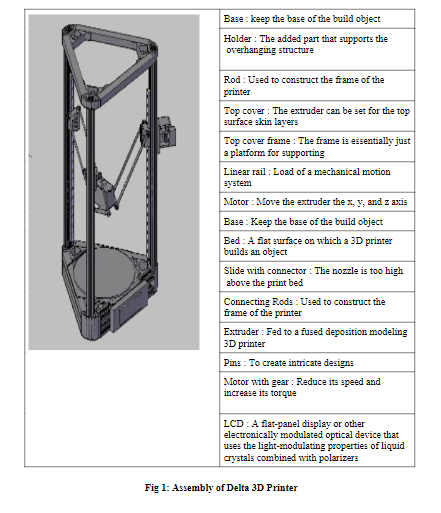 Base : keep the base of the build object
Holder : The added part that supports the
overhanging structure
Rod : Used to construct the frame of the
printer
Top cover : The extruder can be set for the top
surface skin layers
Top cover frame : The frame is essentially just
a platform for supporting
Linear rail : Load of a mechanical motion
system
Motor : Move the extruder the x, y, and z axis
Base : Keep the base of the build object
Bed : A flat surface on which a 3D printer
builds an object
Slide with connector : The nozzle is too high
above the print bed
Connecting Rods : Used to construct the
frame of the printer
Extruder : Fed to a fused deposition modeling
3D printer
Pins : To create intricate designs
Motor with gear : Reduce its speed and
increase its torque
LCD : A flat-panel display or other
electronically modulated optical device that
uses the light-modulating properties of liquid
crystals combined with polarizers
Fig 1: Assembly of Delta 3D Printer